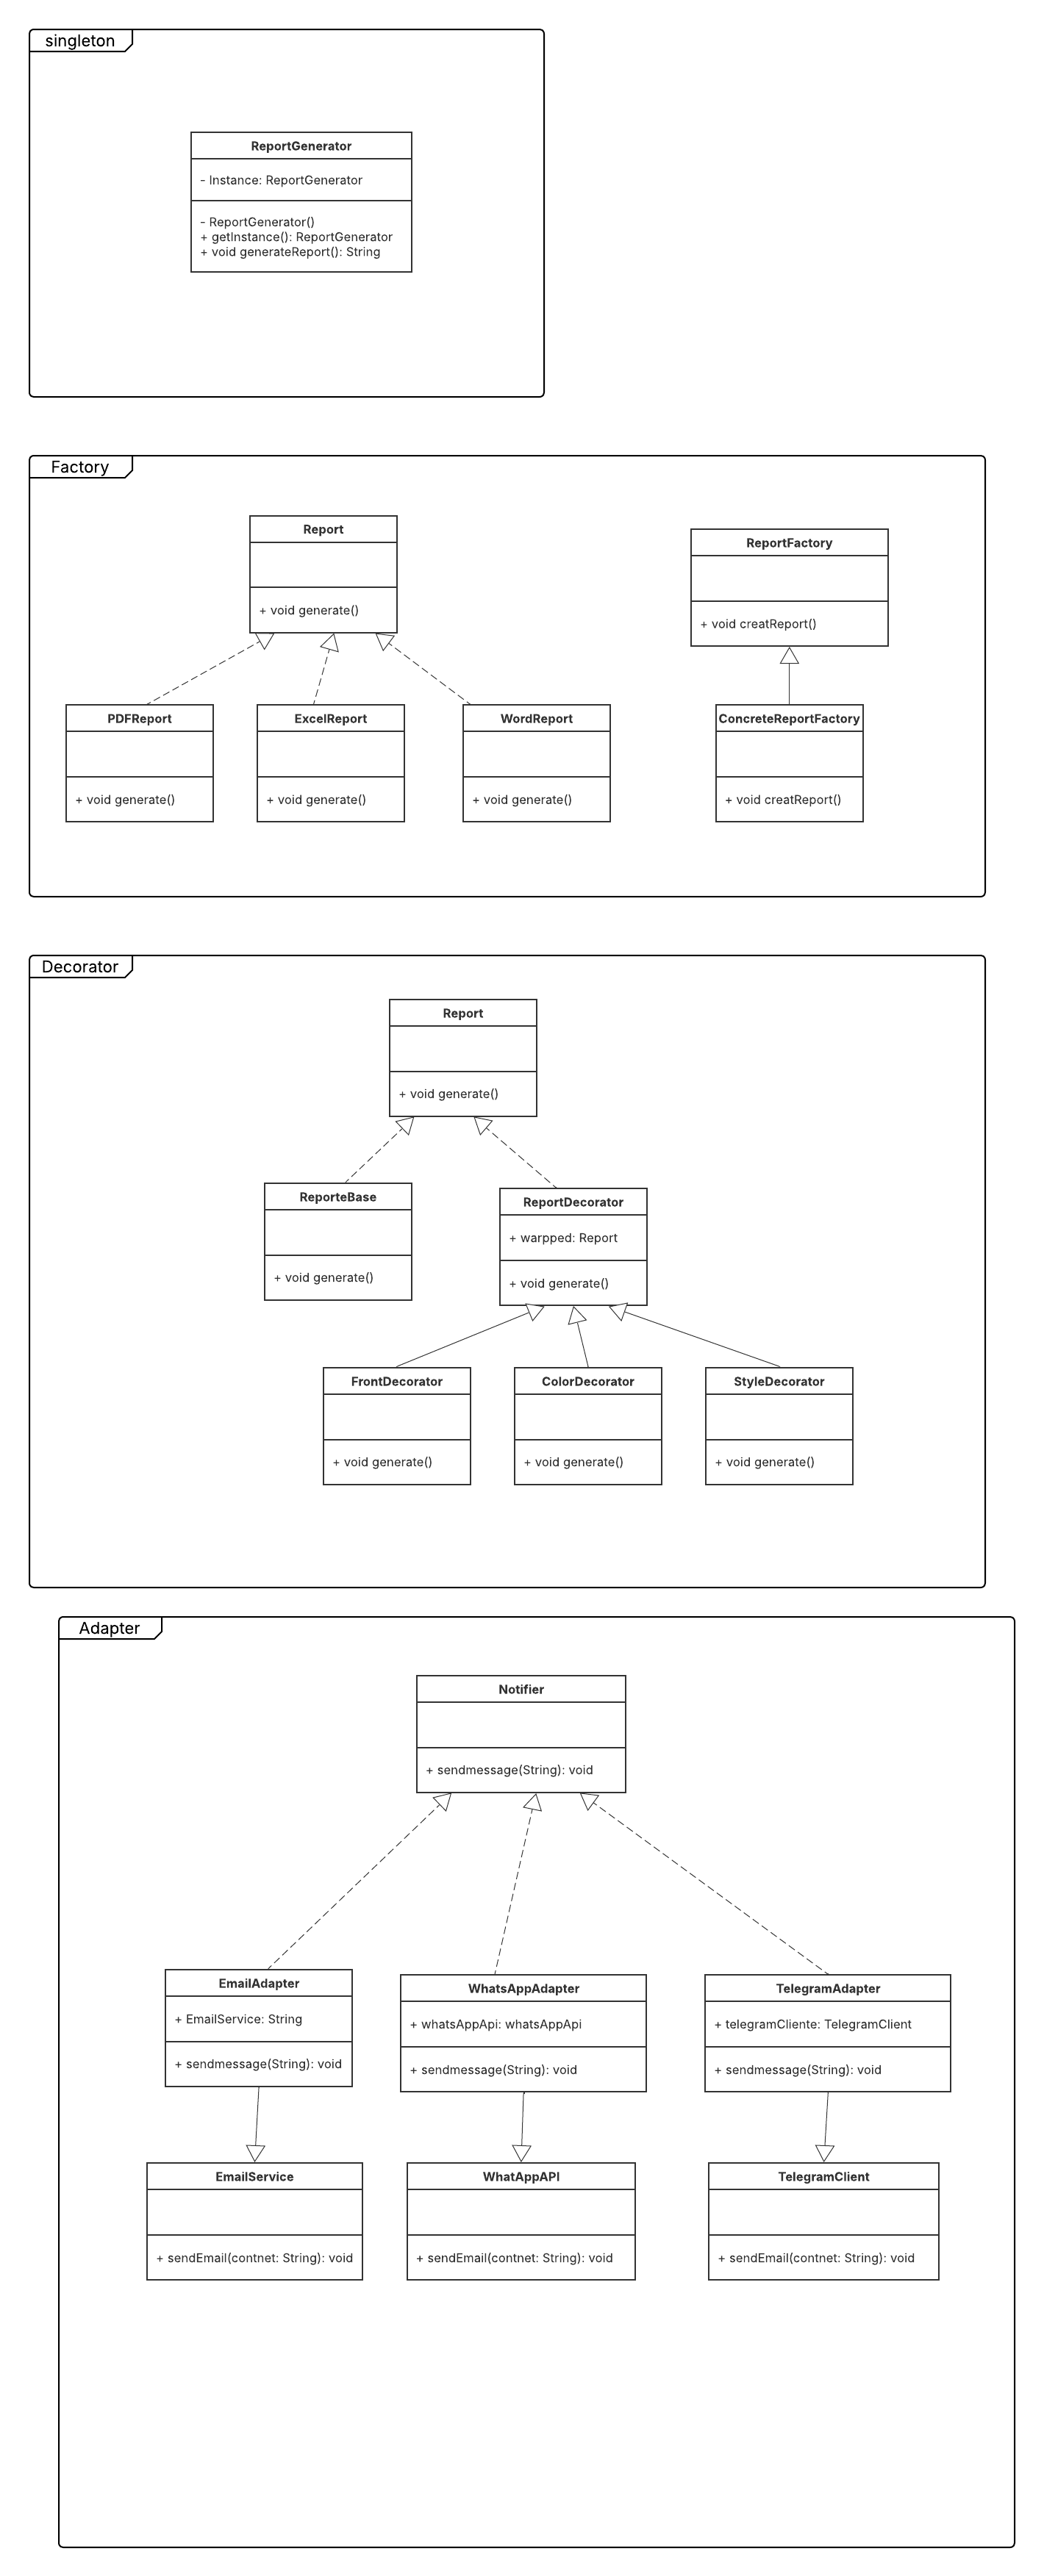 singleton
ReportGenerator
- Instance: ReportGenerator
- ReportGenerator()
+ getInstance(): ReportGenerator
+ void generateReport(): String
Factory
Report
+ void generate()
ReportFactory
+ void creatReport()
PDFReport
+ void generate()
ExcelReport
+ void generate()
WordReport
+ void generate()
ConcreteReportFactory
+ void creatReport()
Decorator
Report
+ void generate()
ReporteBase
+ void generate()
ReportDecorator
+ warpped: Report
+ void generate()
FrontDecorator
+ void generate()
ColorDecorator
+ void generate()
StyleDecorator
+ void generate()
Adapter
Notifier
+ sendmessage(String): void
EmailAdapter
+ EmailService: String
+ sendmessage(String): void
WhatsAppAdapter
+ whatsAppApi: whatsAppApi
+ sendmessage(String): void
TelegramAdapter
+ telegramCliente: TelegramClient
+ sendmessage(String): void
EmailService
+ sendEmail(contnet: String): void
WhatAppAPI
+ sendEmail(contnet: String): void
TelegramClient
+ sendEmail(contnet: String): void